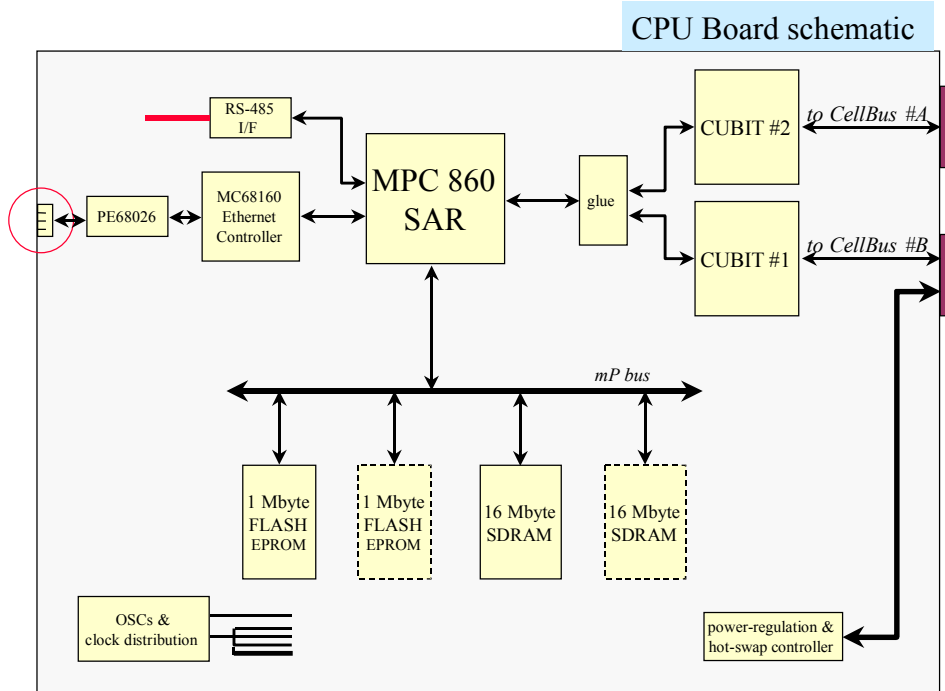 CPU Board schematic
RS-485
I/F
MPC 860
SAR
CUBIT #2
to CellBus #A
PE68026
MC68160
Ethernet
Controller
glue
CUBIT #1
to CellBus #B
mP bus
1 Mbyte
FLASH
EPROM
1 Mbyte
FLASH
EPROM
16 Mbyte
SDRAM
16 Mbyte
SDRAM
OSCs &
clock distribution
power-regulation &
hot-swap controller